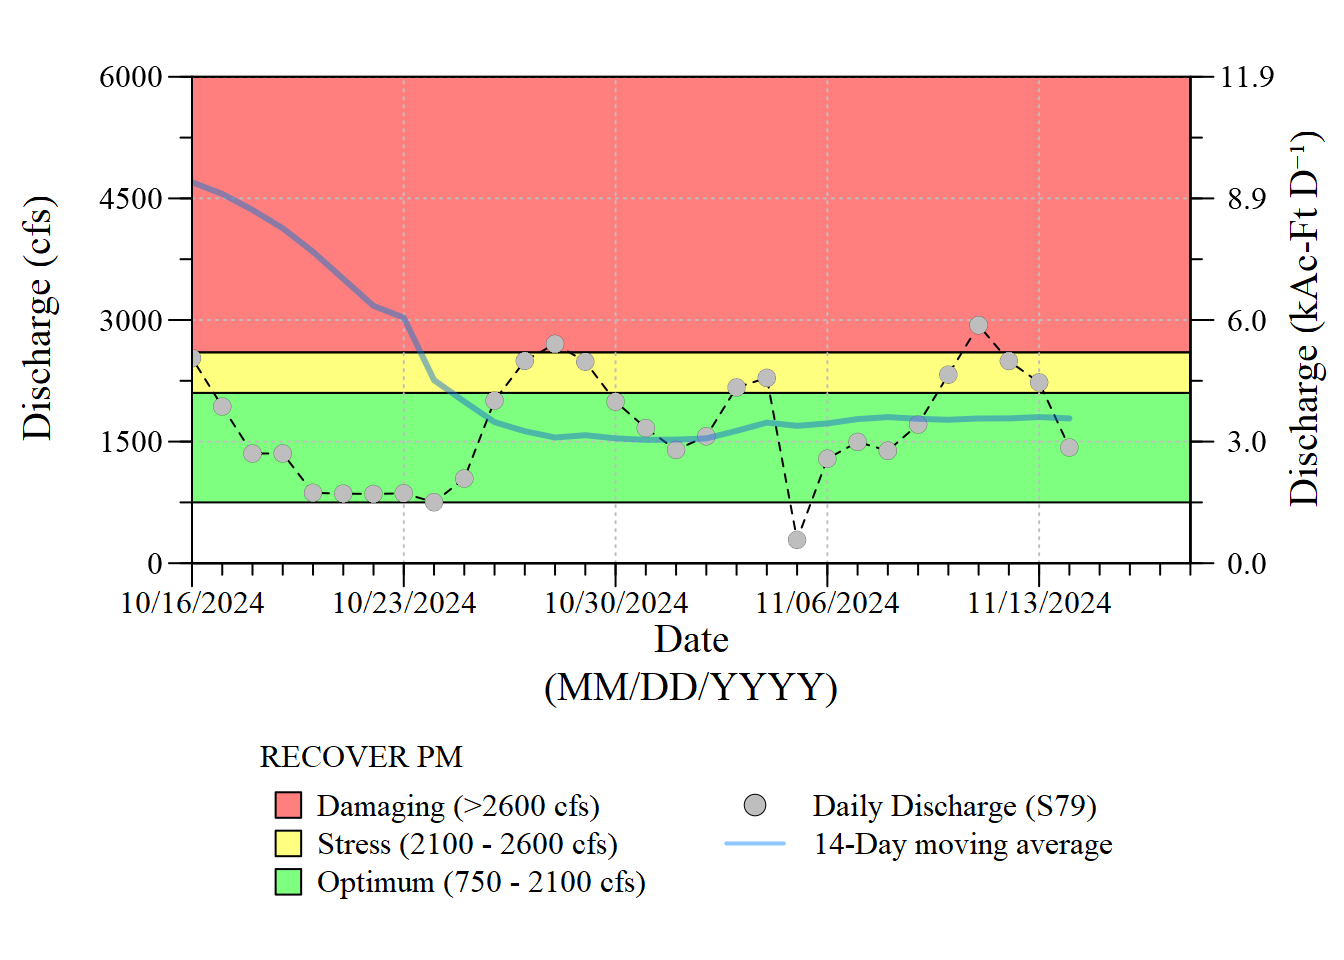 6000
4500
3000
1500
0
Discharge (cfs)
11.9
8.9
6.0
3.0
0.0
Discharge (kAc-Ft D⁻¹)
10/16/2024 10/23/2024 10/30/2024 11/06/2024 11/13/2024
Date
(MM/DD/YYYY)
RECOVER PM
Damaging (>2600 cfs)
Stress (2100 - 2600 cfs)
Optimum (750 - 2100 cfs)
Daily Discharge (S79)
14-Day moving average